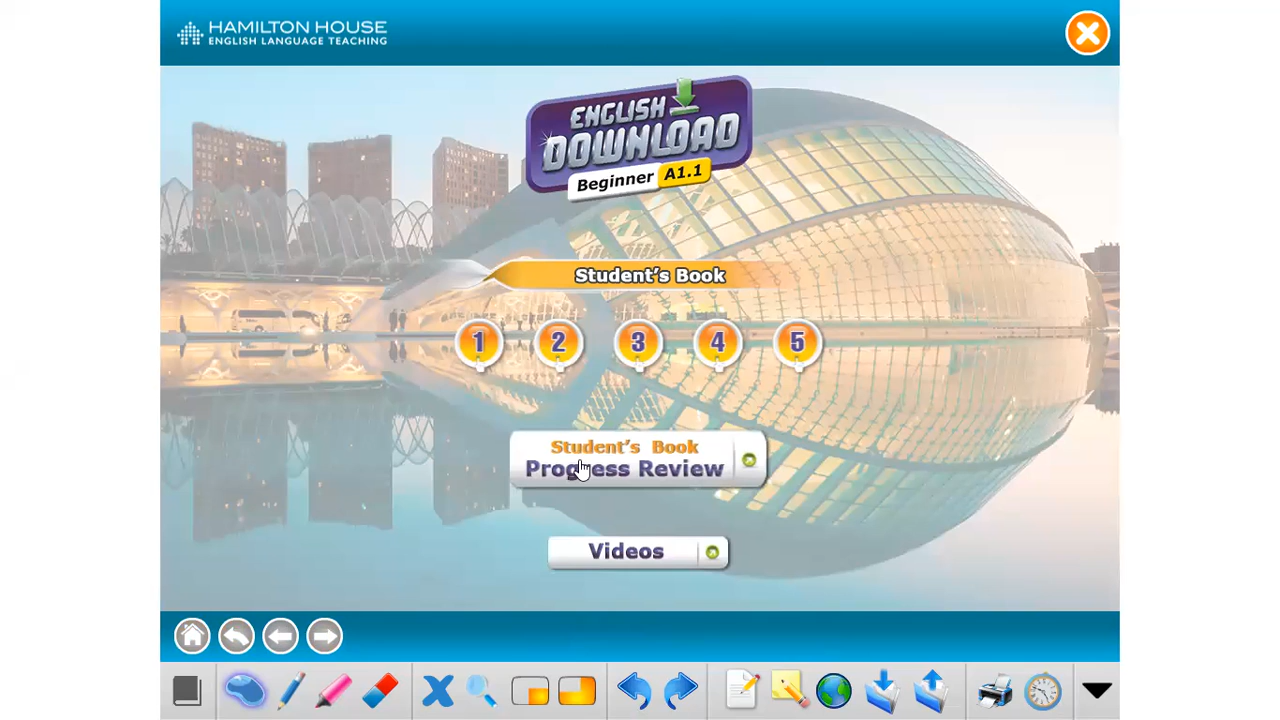 HAMILTON HOUSE
ENGLISH LANGUAGE TEACHING
ENGLISH
DOWNLOAD
Beginner A1.1
Student's Book
1 2 3 4 5
Student's Book
Progress Review
Videos